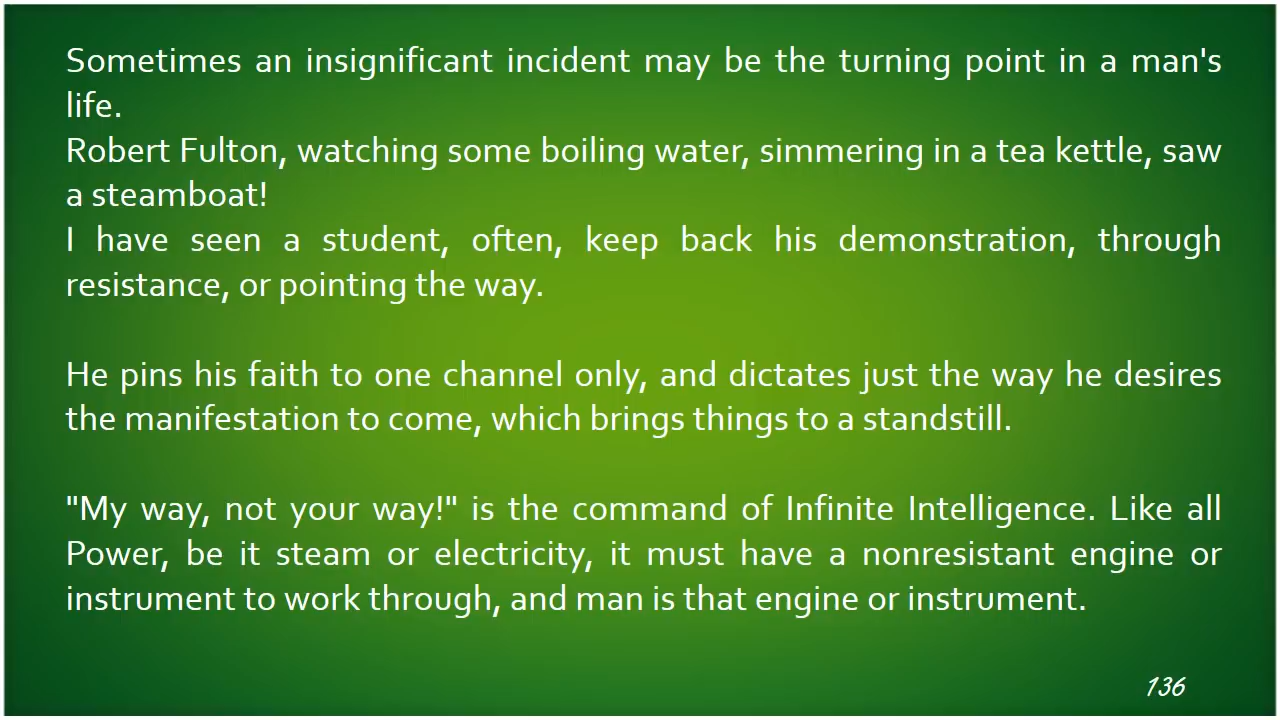 Sometimes an insignificant incident may be the turning point in a man's
life.
Robert Fulton, watching some boiling water, simmering in a tea kettle, saw
a steamboat!
I have seen a student, often, keep back his demonstration, through
resistance, or pointing the way.
He pins his faith to one channel only, and dictates just the way he desires
the manifestation to come, which brings things to a standstill.
"My way, not your way!" is the command of Infinite Intelligence. Like all
Power, be it steam or electricity, it must have a nonresistant engine or
instrument to work through, and man is that engine or instrument.
136